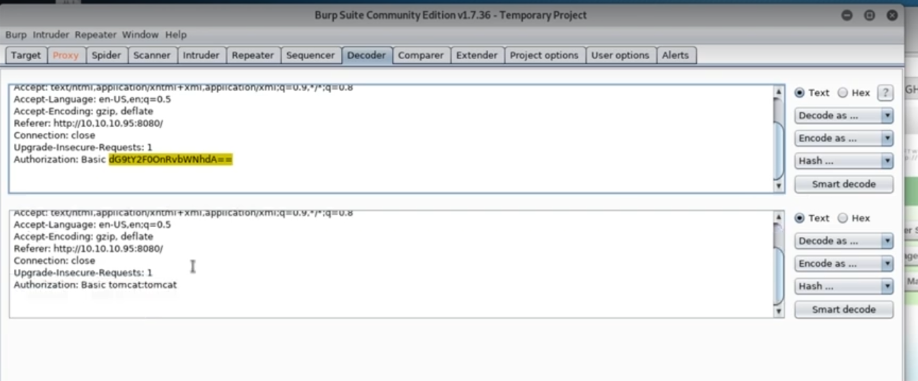 Burp Suite Community Edition v1.7.36 - Temporary Project
Burp Intruder Repeater Window Help
Target Proxy Spider Scanner Intruder Repeater Sequencer Decoder Comparer Extender Project options User options Alerts
Accept: text/html,application/xhtml+xml,application/xml;q=0.9,*/*;q=0.8
Accept-Language: en-US,en;q=0.5
Accept-Encoding: gzip, deflate
Referer: http://10.10.10.95:8080/
Connection: close
Upgrade-Insecure-Requests: 1
Authorization: Basic dG9tY2F0OnRvbWNhdA==
Text Hex ?
Decode as ...
Encode as ...
Hash ...
Smart decode
Accept: text/html,application/xhtml+xml,application/xml;q=0.9,*/*;q=0.8
Accept-Language: en-US,en;q=0.5
Accept-Encoding: gzip, deflate
Referer: http://10.10.10.95:8080/
Connection: close
Upgrade-Insecure-Requests: 1
Authorization: Basic tomcat:tomcat
Text Hex
Decode as ...
Encode as ...
Hash ...
Smart decode